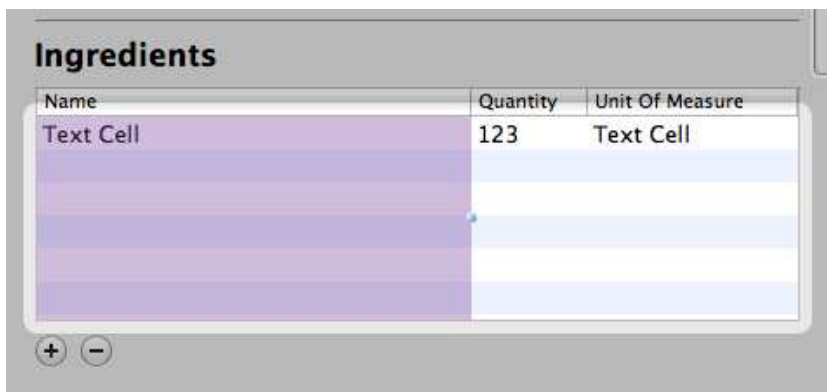 Ingredients
Name Quantity Unit Of Measure
Text Cell 123 Text Cell